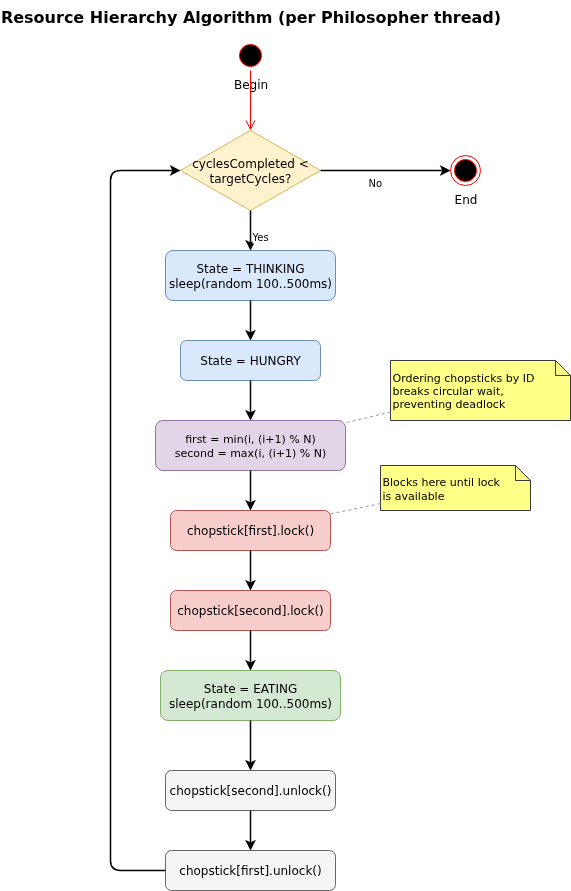 Resource Hierarchy Algorithm (per Philosopher thread)
Begin
cyclesCompleted <
targetCycles?
No
End
Yes
State = THINKING
sleep(random 100..500ms)
State = HUNGRY
Ordering chopsticks by ID
breaks circular wait,
preventing deadlock
first = min(i, (i+1) % N)
second = max(i, (i+1) % N)
Blocks here until lock
is available
chopstick[first].lock()
chopstick[second].lock()
State = EATING
sleep(random 100..500ms)
chopstick[second].unlock()
chopstick[first].unlock()